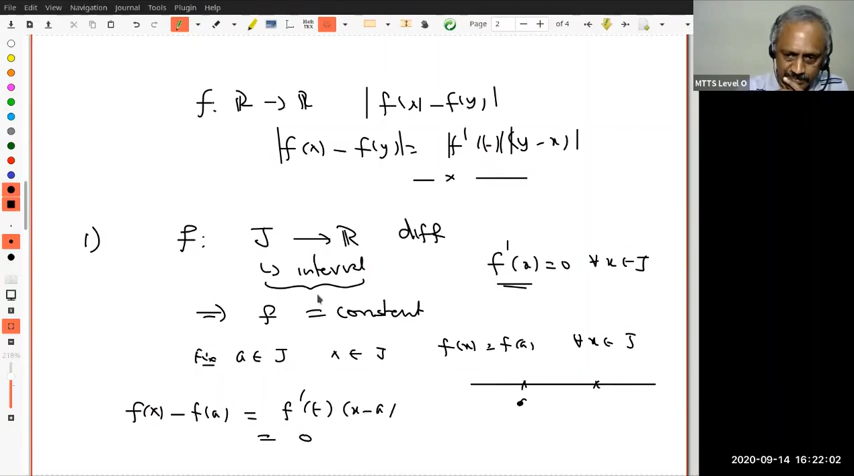 File Edit View Navigation Journal Tools Plugin Help
Page 2 of 4
MTTS Level O
f. ℝ → ℝ |f(x) - f(y)|
|f(x) - f(y)| = |f'(t)|(y - x)|
— x —
1) f: J → ℝ diff
↳ interval f'(x) = 0 ∀ x ∈ J
⇒ f = constant
Fix a ∈ J x ∈ J f(x) = f(a) ∀ x ∈ J
f(x) - f(a) = f'(t) (x - a)
= 0
219%
2020-09-14 16:22:02